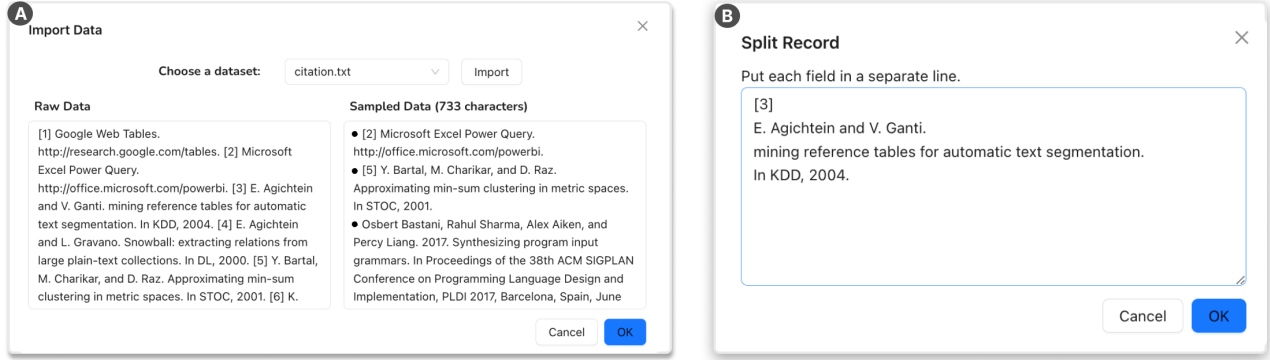 A
Import Data
Choose a dataset:
citation.txt
Import
Raw Data
[1] Google Web Tables.
http://research.google.com/tables. [2] Microsoft
Excel Power Query.
http://office.microsoft.com/powerbi. [3] E. Agichtein
and V. Ganti. mining reference tables for automatic
text segmentation. In KDD, 2004. [4] E. Agichtein
and L. Gravano. Snowball: extracting relations from
large plain-text collections. In DL, 2000. [5] Y. Bartal,
M. Charikar, and D. Raz. Approximating min-sum
clustering in metric spaces. In STOC, 2001. [6] K.
Sampled Data (733 characters)
● [2] Microsoft Excel Power Query.
http://office.microsoft.com/powerbi.
● [5] Y. Bartal, M. Charikar, and D. Raz.
Approximating min-sum clustering in metric spaces.
In STOC, 2001.
● Osbert Bastani, Rahul Sharma, Alex Aiken, and
Percy Liang. 2017. Synthesizing program input
grammars. In Proceedings of the 38th ACM SIGPLAN
Conference on Programming Language Design and
Implementation, PLDI 2017, Barcelona, Spain, June
Cancel
OK
B
Split Record
Put each field in a separate line.
[3]
E. Agichtein and V. Ganti.
mining reference tables for automatic text segmentation.
In KDD, 2004.
Cancel
OK